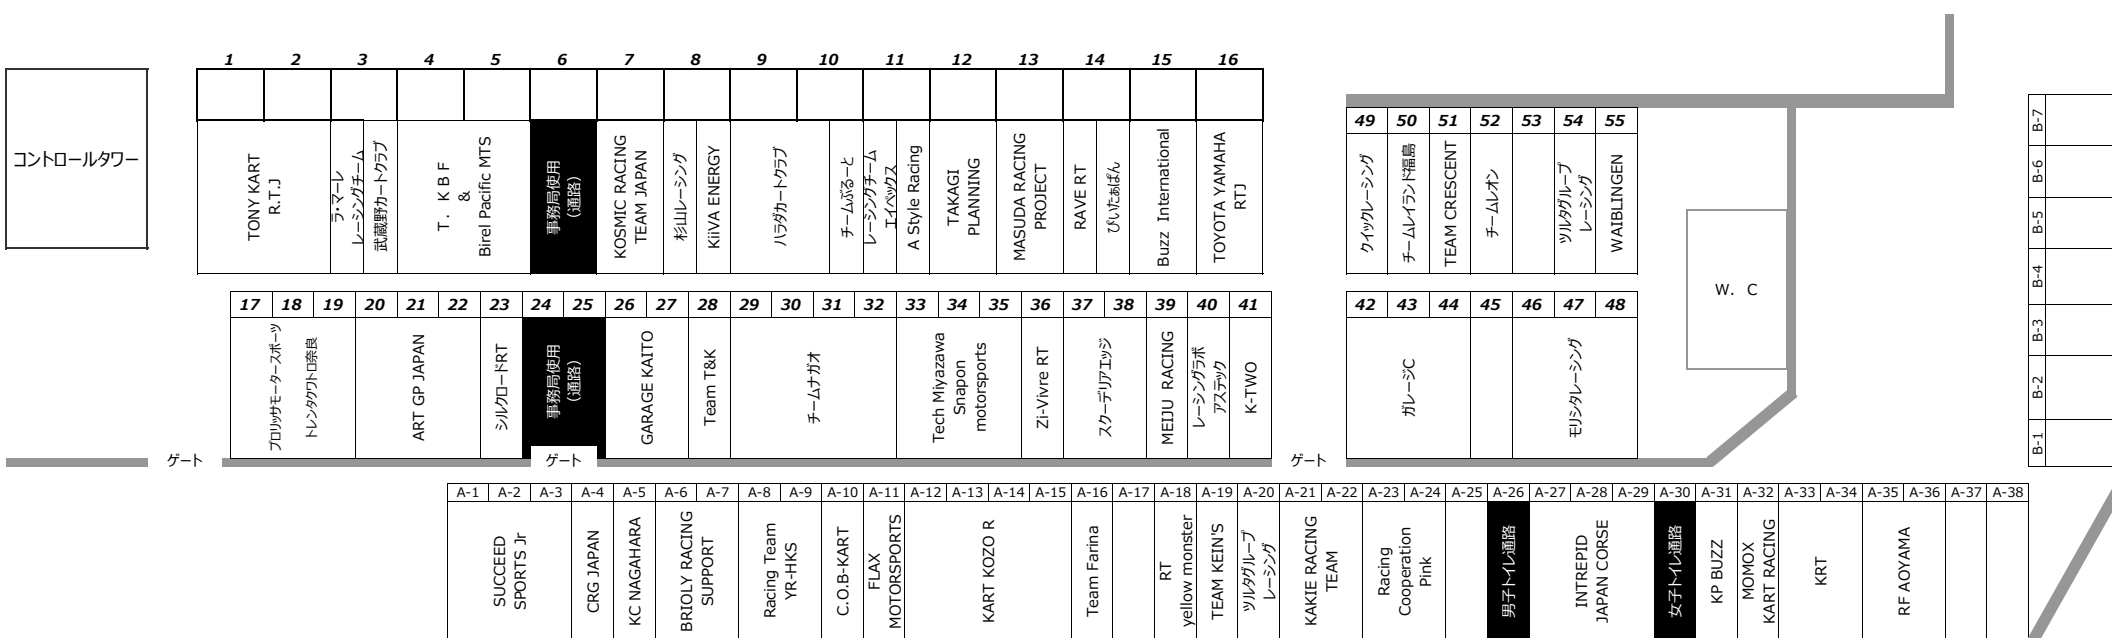 コントロールタワー
1 2 3 4 5 6 7 8 9 10 11 12 13 14 15 16
TONY KART
R.T.J
ラ・マーレ
レーシングチーム
武蔵野カートクラブ
T. KBF
&
Birel Pacific MTS
事務局使用
(通路)
KOSMIC RACING
TEAM JAPAN
杉山レーシング
KiiVA ENERGY
ハラダカートクラブ
チームぶるーと
レーシングチーム
エイペックス
A Style Racing
TAKAGI
PLANNING
MASUDA RACING
PROJECT
RAVE RT
ぴいたぁぱん
Buzz International
TOYOTA YAMAHA
RTJ
49 50 51 52 53 54 55
クイックレーシング
チームレイランド福島
TEAM CRESCENT
チームレオン
ツルタグループ
レーシング
WAIBLINGEN
W. C
B-7
B-6
B-5
B-4
B-3
B-2
B-1
17 18 19 20 21 22 23 24 25 26 27 28 29 30 31 32 33 34 35 36 37 38 39 40 41
プロリッサモータースポーツ
トレンタクワトロ奈良
ART GP JAPAN
シルクロードRT
事務局使用
(通路)
GARAGE KAITO
Team T&K
チームナガオ
Tech Miyazawa
Snapon
motorsports
Zi-Vivre RT
スクーデリアエッジ
MEIJU RACING
レーシングラボ
アステック
K-TWO
42 43 44 45 46 47 48
ガレージC
モリシタレーシング
ゲート ゲート ゲート
A-1 A-2 A-3 A-4 A-5 A-6 A-7 A-8 A-9 A-10 A-11 A-12 A-13 A-14 A-15 A-16 A-17 A-18 A-19 A-20 A-21 A-22 A-23 A-24 A-25 A-26 A-27 A-28 A-29 A-30 A-31 A-32 A-33 A-34 A-35 A-36 A-37 A-38
SUCCEED
SPORTS Jr
CRG JAPAN
KC NAGAHARA
BRIOLY RACING
SUPPORT
Racing Team
YR-HKS
C.O.B-KART
FLAX
MOTORSPORTS
KART KOZO R
Team Farina
RT
yellow monster
TEAM KEIN'S
ツルタグループ
レーシング
KAKIE RACING
TEAM
Racing
Cooperation
Pink
男子トイレ通路
INTREPID
JAPAN CORSE
女子トイレ通路
KP BUZZ
MOMOX
KART RACING
KRT
RF AOYAMA